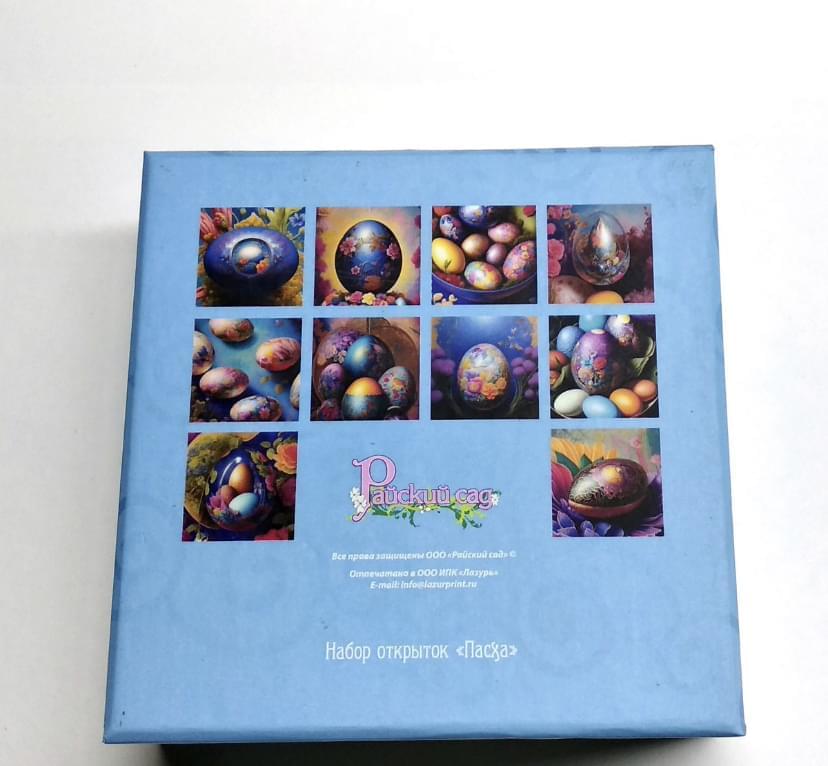 Райский сад
Все права защищены ООО «Райский сад» ©
Отпечатано в ООО ИПК «Лазурь»
E-mail: info@lazurprint.ru
Набор открыток «Пасха»